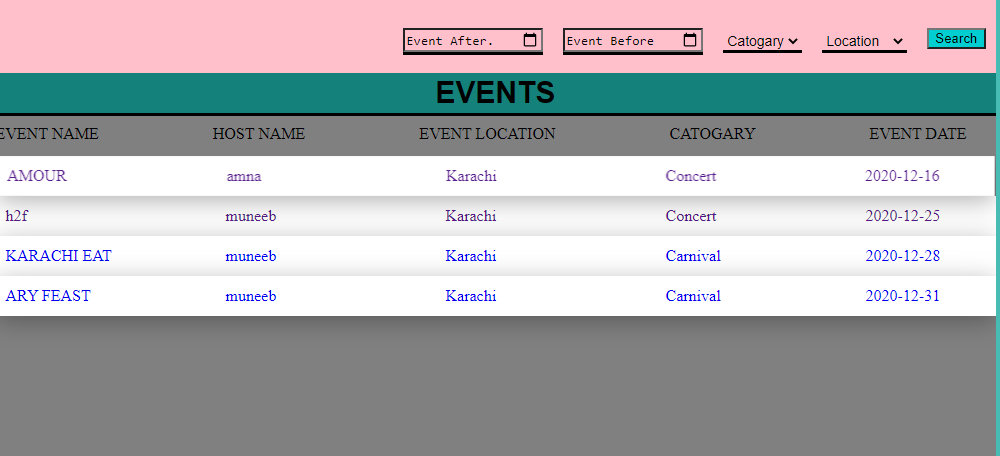 Event After. Event Before Catogary Location Search
EVENTS
EVENT NAME HOST NAME EVENT LOCATION CATOGARY EVENT DATE
AMOUR amna Karachi Concert 2020-12-16
h2f muneeb Karachi Concert 2020-12-25
KARACHI EAT muneeb Karachi Carnival 2020-12-28
ARY FEAST muneeb Karachi Carnival 2020-12-31